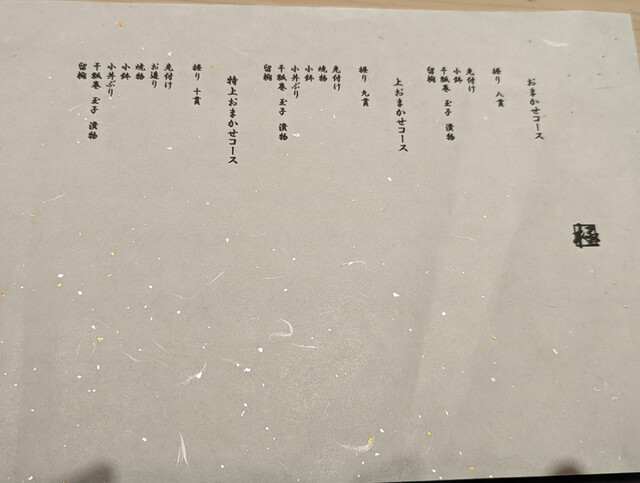 おまかせコース
握り 八貫
先付け
小鉢
干瓢巻 玉子 漬物
留椀
上おまかせコース
握り 九貫
先付け
焼物
小鉢
小丼ぶり
干瓢巻 玉子 漬物
留椀
特上おまかせコース
握り 十貫
先付け
お造り
焼物
小鉢
小丼ぶり
干瓢巻 玉子 漬物
留椀